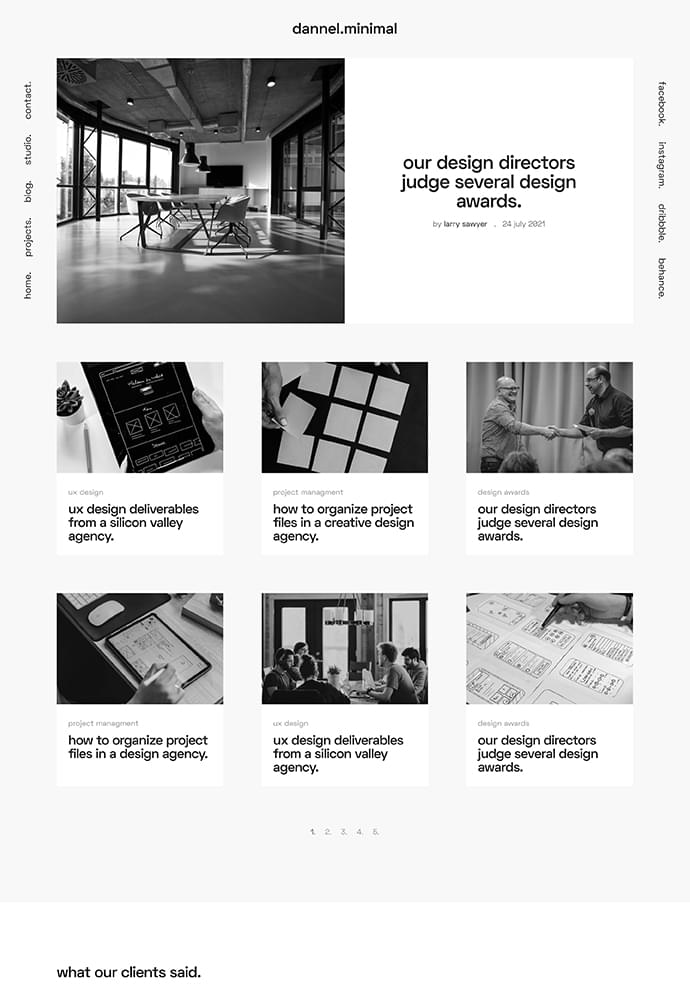 dannel.minimal
contact.
studio.
blog.
projects.
home.
facebook.
instagram.
dribbble.
behance.
our design directors
judge several design
awards.
by larry sawyer . 24 july 2021
ux design
ux design deliverables
from a silicon valley
agency.
project managment
how to organize project
files in a creative design
agency.
design awards
our design directors
judge several design
awards.
project managment
how to organize project
files in a design agency.
ux design
ux design deliverables
from a silicon valley
agency.
design awards
our design directors
judge several design
awards.
1. 2. 3. 4. 5.
what our clients said.